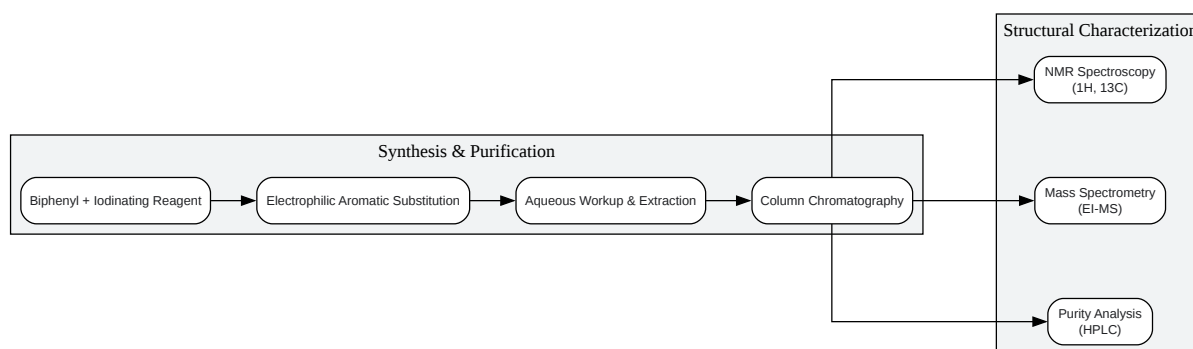 Structural Characterization
NMR Spectroscopy
(1H, 13C)
Synthesis & Purification
Biphenyl + Iodinating Reagent
Electrophilic Aromatic Substitution
Aqueous Workup & Extraction
Column Chromatography
Mass Spectrometry
(EI-MS)
Purity Analysis
(HPLC)